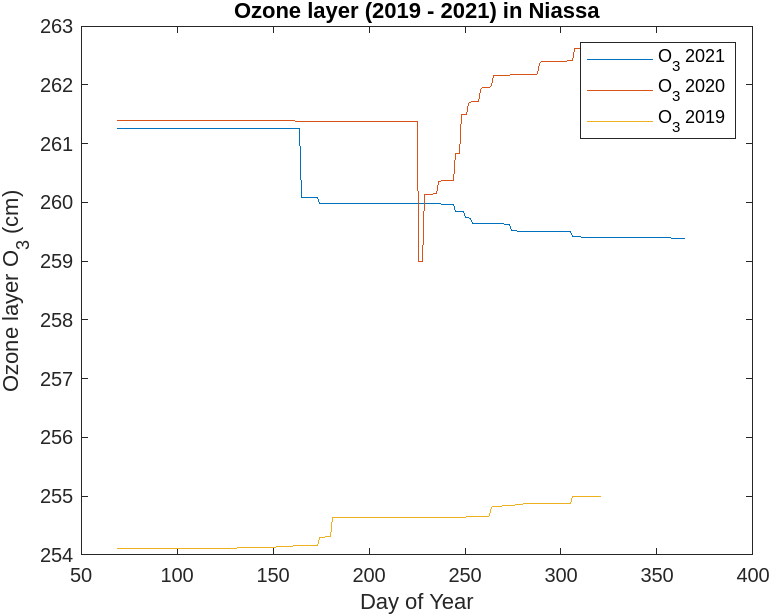 Ozone layer (2019 - 2021) in Niassa
263
262
261
260
259
258
257
256
255
254
Ozone layer O3 (cm)
O3 2021
O3 2020
O3 2019
50 100 150 200 250 300 350 400
Day of Year